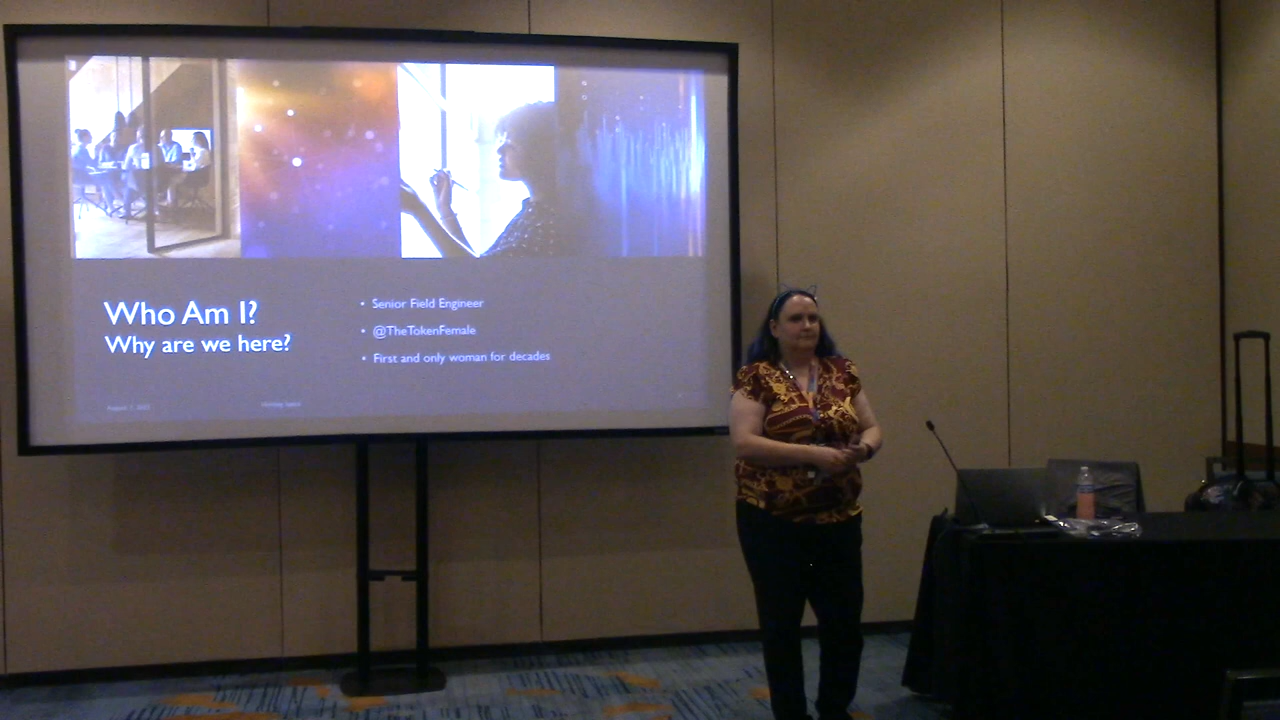 Who Am I?
Why are we here?
• Senior Field Engineer
• @TheTokenFemale
• First and only woman for decades